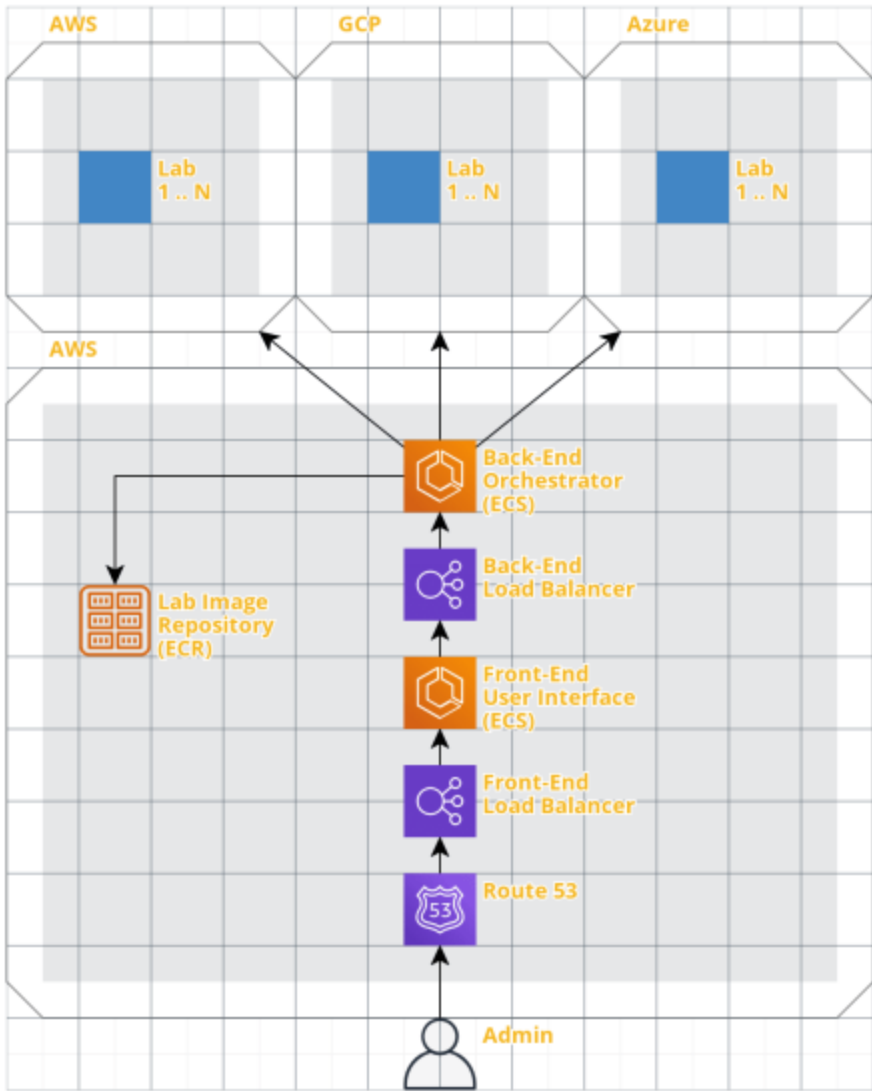 AWS
GCP
Azure
Lab
1 .. N
Lab
1 .. N
Lab
1 .. N
AWS
Back-End
Orchestrator
(ECS)
Back-End
Load Balancer
Lab Image
Repository
(ECR)
Front-End
User Interface
(ECS)
Front-End
Load Balancer
Route 53
53
Admin